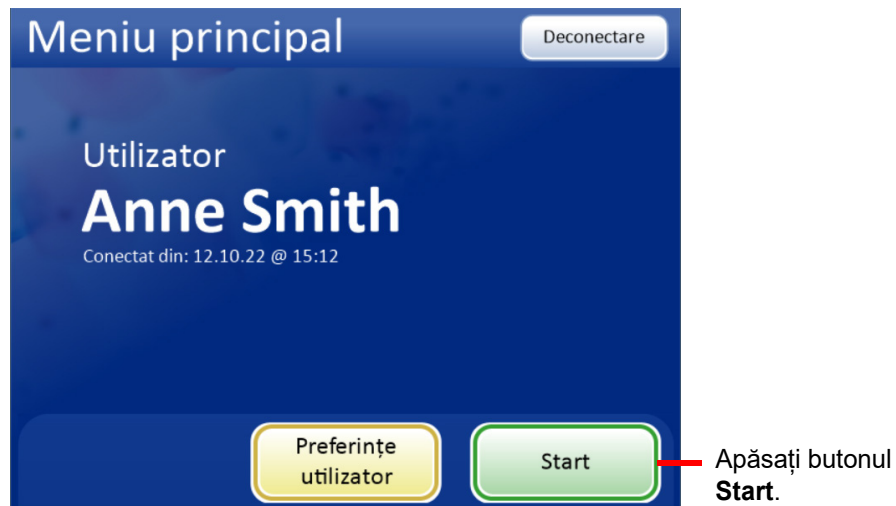 Meniu principal
Deconectare
Utilizator
Anne Smith
Conectat din: 12.10.22 @ 15:12
Preferințe
utilizator
Start
Apăsați butonul
Start.